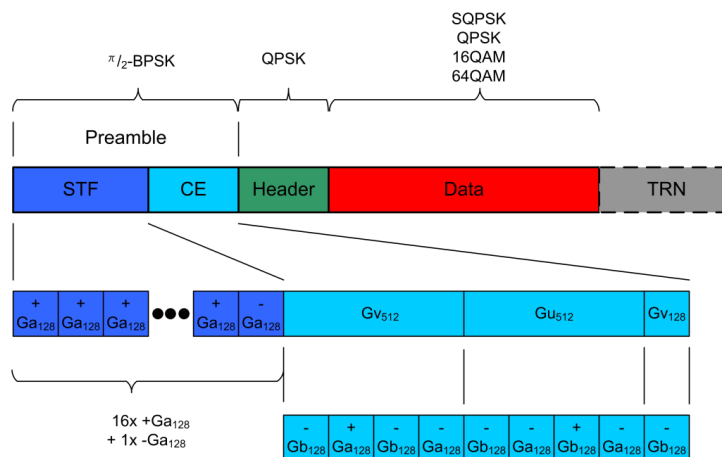 SQPSK
QPSK
16QAM
64QAM
π/2-BPSK QPSK
Preamble
STF CE Header Data TRN
+ + + + -
Ga128 Ga128 Ga128 ●●● Ga128 Ga128 Gv512 Gu512 Gv128
16x +Ga128
+ 1x -Ga128
- + - - - - + - -
Gb128 Ga128 Gb128 Ga128 Gb128 Ga128 Gb128 Ga128 Gb128